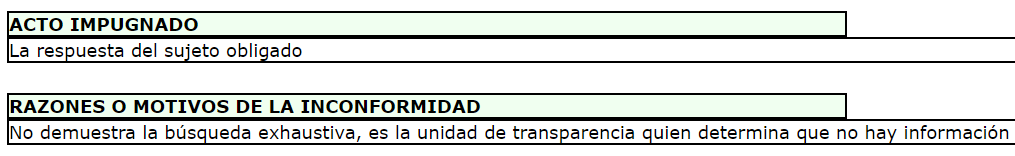 ACTO IMPUGNADO
La respuesta del sujeto obligado
RAZONES O MOTIVOS DE LA INCONFORMIDAD
No demuestra la búsqueda exhaustiva, es la unidad de transparencia quien determina que no hay información